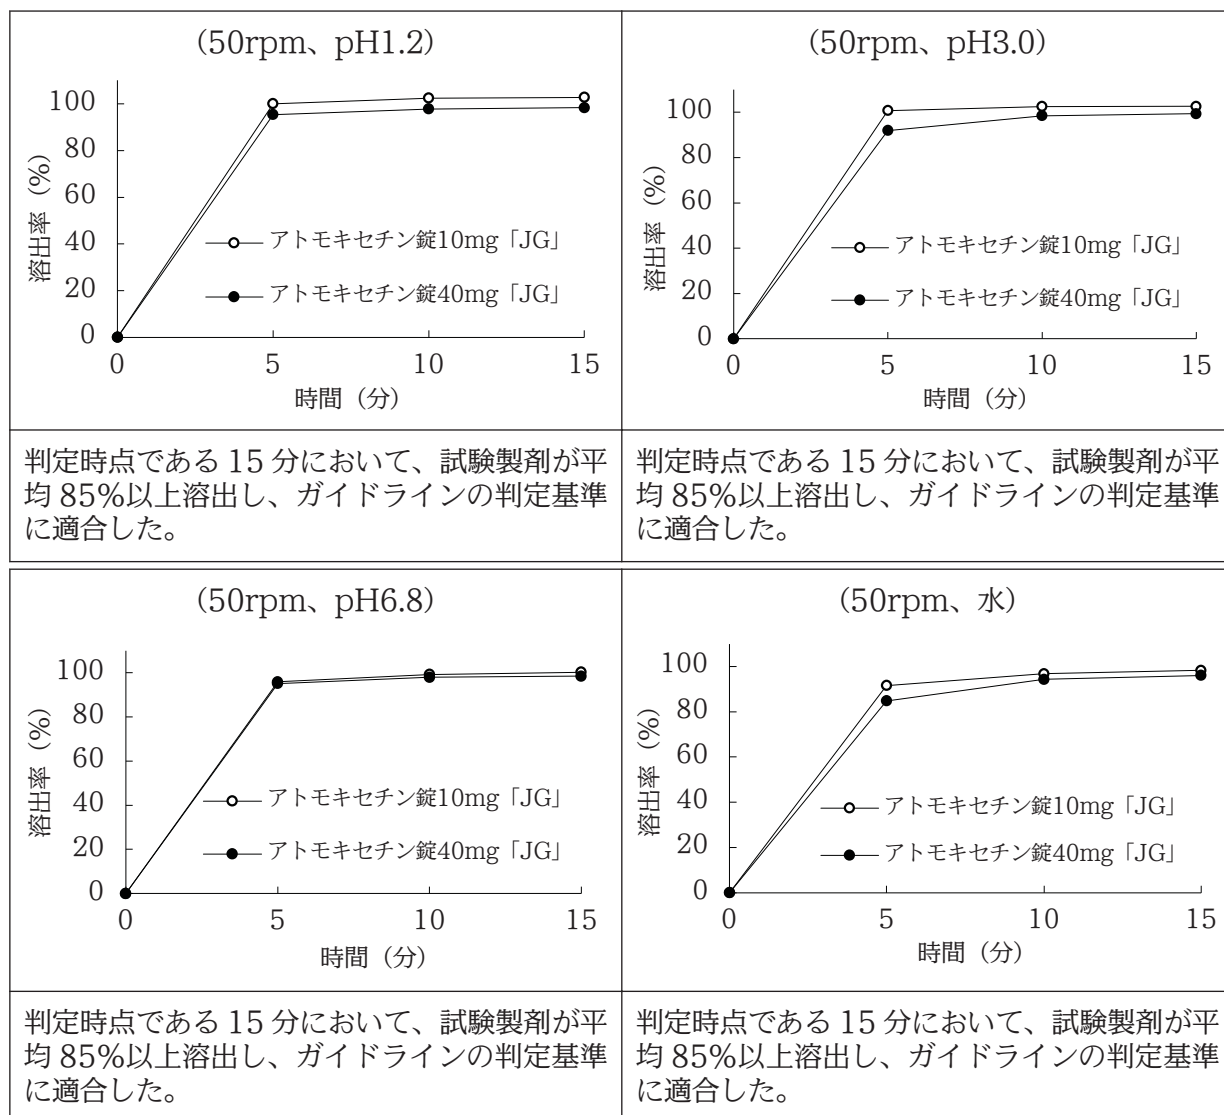 (50rpm、pH1.2)
100
80
60
40
20
0
溶出率 (%)
アトモキセチン錠10mg「JG」
アトモキセチン錠40mg「JG」
0 5 10 15
時間 (分)
判定時点である 15 分において、試験製剤が平
均 85%以上溶出し、ガイドラインの判定基準
に適合した。
(50rpm、pH3.0)
100
80
60
40
20
0
溶出率 (%)
アトモキセチン錠10mg「JG」
アトモキセチン錠40mg「JG」
0 5 10 15
時間 (分)
判定時点である 15 分において、試験製剤が平
均 85%以上溶出し、ガイドラインの判定基準
に適合した。
(50rpm、pH6.8)
100
80
60
40
20
0
溶出率 (%)
アトモキセチン錠10mg「JG」
アトモキセチン錠40mg「JG」
0 5 10 15
時間 (分)
判定時点である 15 分において、試験製剤が平
均 85%以上溶出し、ガイドラインの判定基準
に適合した。
(50rpm、水)
100
80
60
40
20
0
溶出率 (%)
アトモキセチン錠10mg「JG」
アトモキセチン錠40mg「JG」
0 5 10 15
時間 (分)
判定時点である 15 分において、試験製剤が平
均 85%以上溶出し、ガイドラインの判定基準
に適合した。